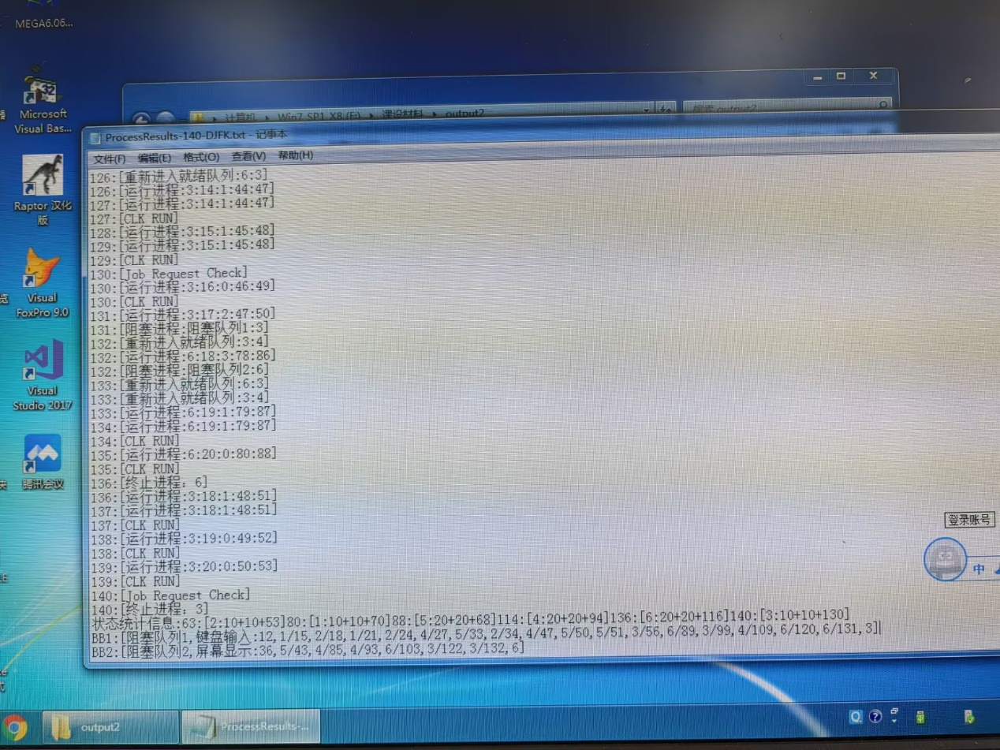 MEGA6.06...
Microsoft
Visual Bas...
Raptor 汉化
版
Visual
FoxPro 9.0
Visual
Studio 2017
腾讯会议
计算机 Win7 SP1 X8 (F:) 课设材料 output2
搜索 output2
ProcessResults-140-DJFK.txt - 记事本
文件(F) 编辑(E) 格式(O) 查看(V) 帮助(H)
126:[重新进入就绪队列:6:3]
126:[运行进程:3:14:1:44:47]
127:[运行进程:3:14:1:44:47]
127:[CLK RUN]
128:[运行进程:3:15:1:45:48]
129:[运行进程:3:15:1:45:48]
129:[CLK RUN]
130:[Job Request Check]
130:[运行进程:3:16:0:46:49]
130:[CLK RUN]
131:[运行进程:3:17:2:47:50]
131:[阻塞进程:阻塞队列1:3]
132:[重新进入就绪队列:3:4]
132:[运行进程:6:18:3:78:86]
132:[阻塞进程:阻塞队列2:6]
133:[重新进入就绪队列:6:3]
133:[重新进入就绪队列:3:4]
133:[运行进程:6:19:1:79:87]
134:[运行进程:6:19:1:79:87]
134:[CLK RUN]
135:[运行进程:6:20:0:80:88]
135:[CLK RUN]
136:[终止进程: 6]
136:[运行进程:3:18:1:48:51]
137:[运行进程:3:18:1:48:51]
137:[CLK RUN]
138:[运行进程:3:19:0:49:52]
138:[CLK RUN]
139:[运行进程:3:20:0:50:53]
139:[CLK RUN]
140:[Job Request Check]
140:[终止进程: 3]
状态统计信息:63:[2:10+10+53]80:[1:10+10+70]88:[5:20+20+68]114:[4:20+20+94]136:[6:20+20+116]140:[3:10+10+130]
BB1:[阻塞队列1,键盘输入:12,1/15,2/18,1/21,2/24,4/27,5/33,2/34,4/47,5/50,5/51,3/56,6/89,3/99,4/109,6/120,6/131,3]
BB2:[阻塞队列2,屏幕显示:36,5/43,4/85,4/93,6/103,3/122,3/132,6]
登录账号
中
output2
ProcessResults-...